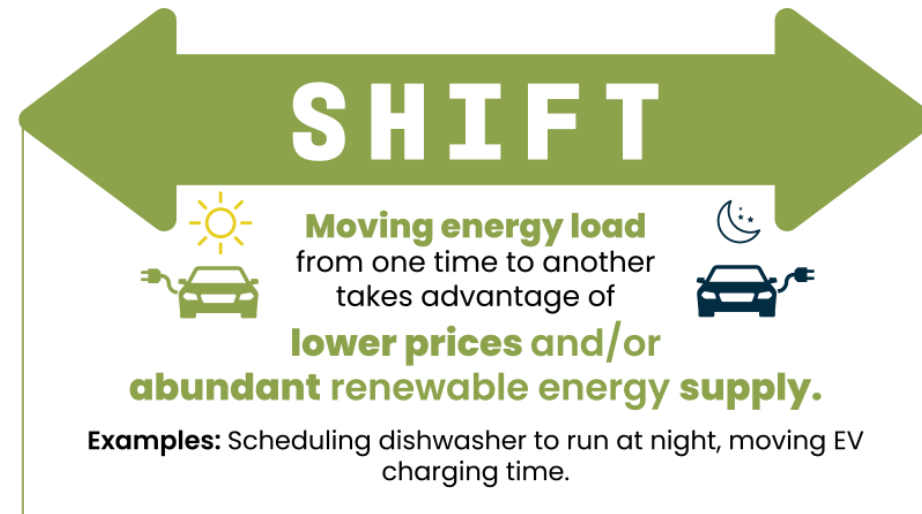 SHIFT
Moving energy load
from one time to another
takes advantage of
lower prices and/or
abundant renewable energy supply.
Examples: Scheduling dishwasher to run at night, moving EV
charging time.